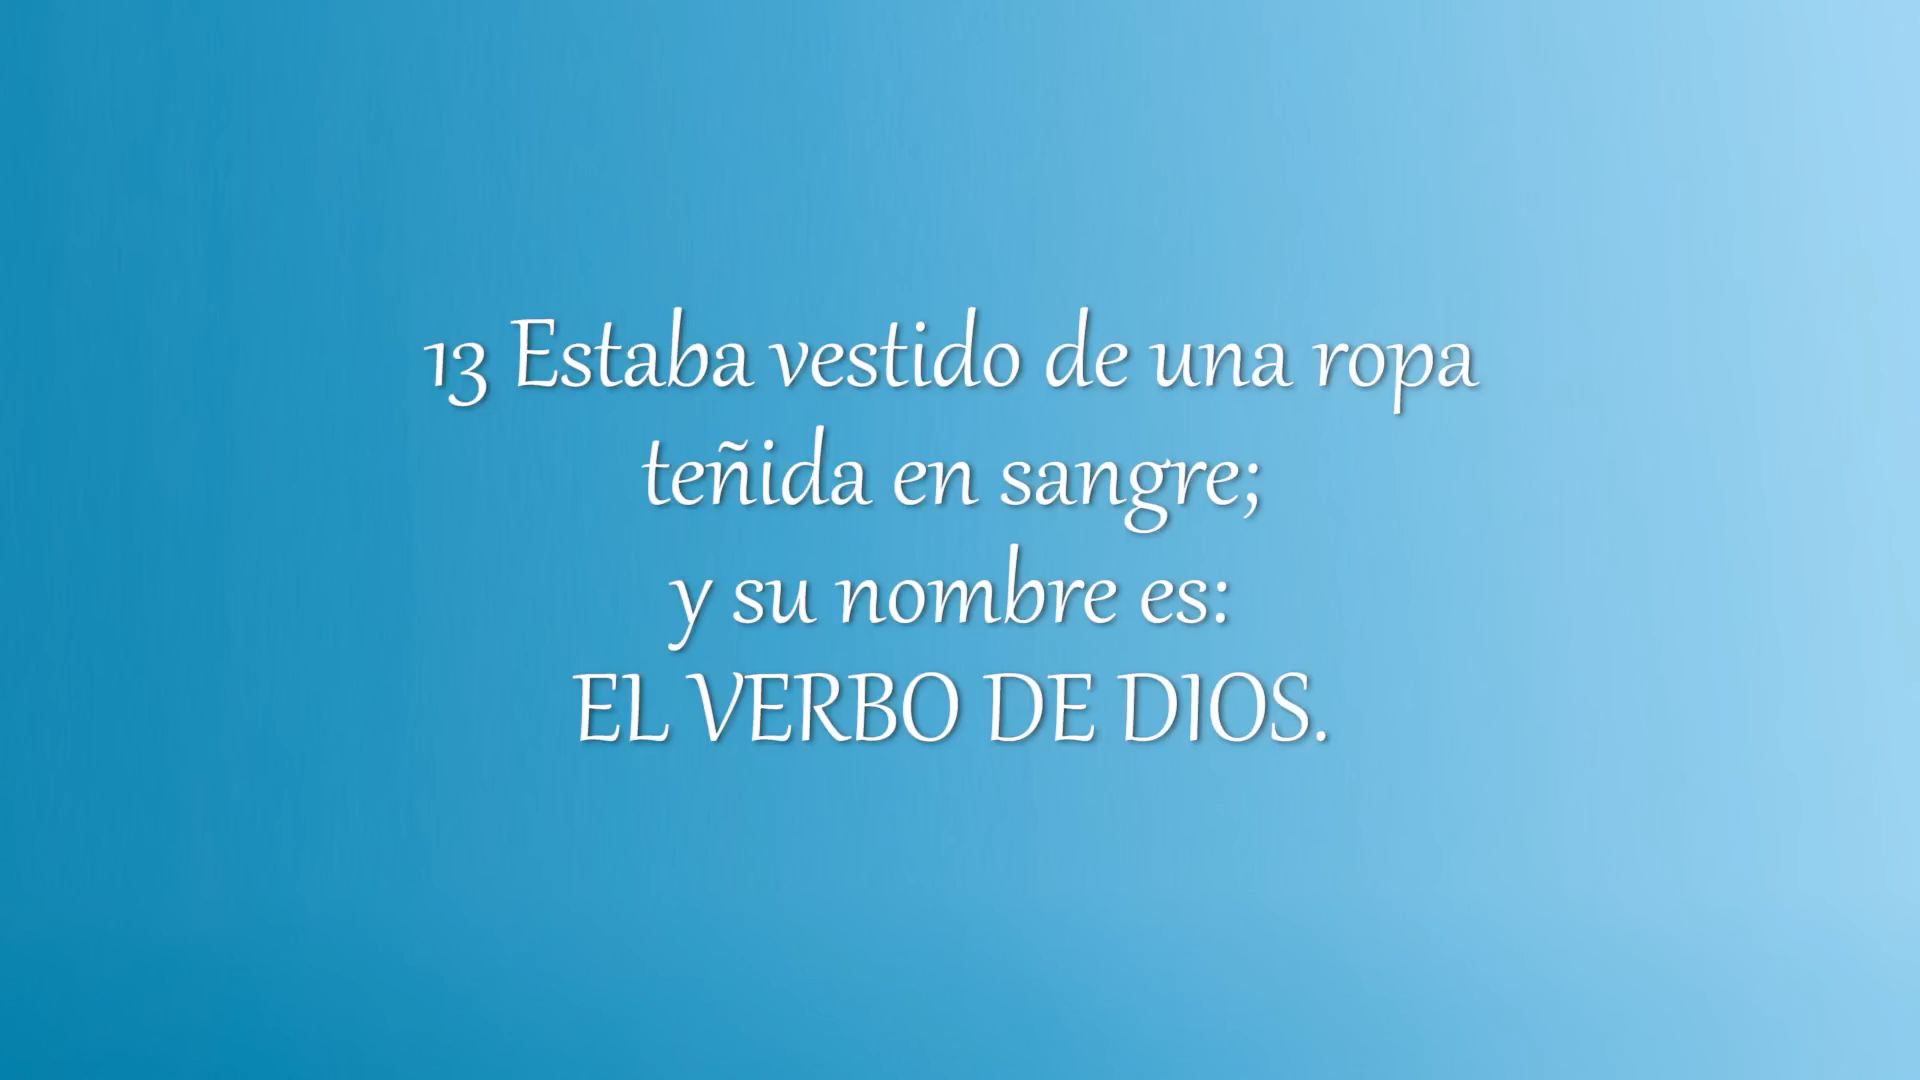 13 Estaba vestido de una ropa
teñida en sangre;
y su nombre es:
EL VERBO DE DIOS.